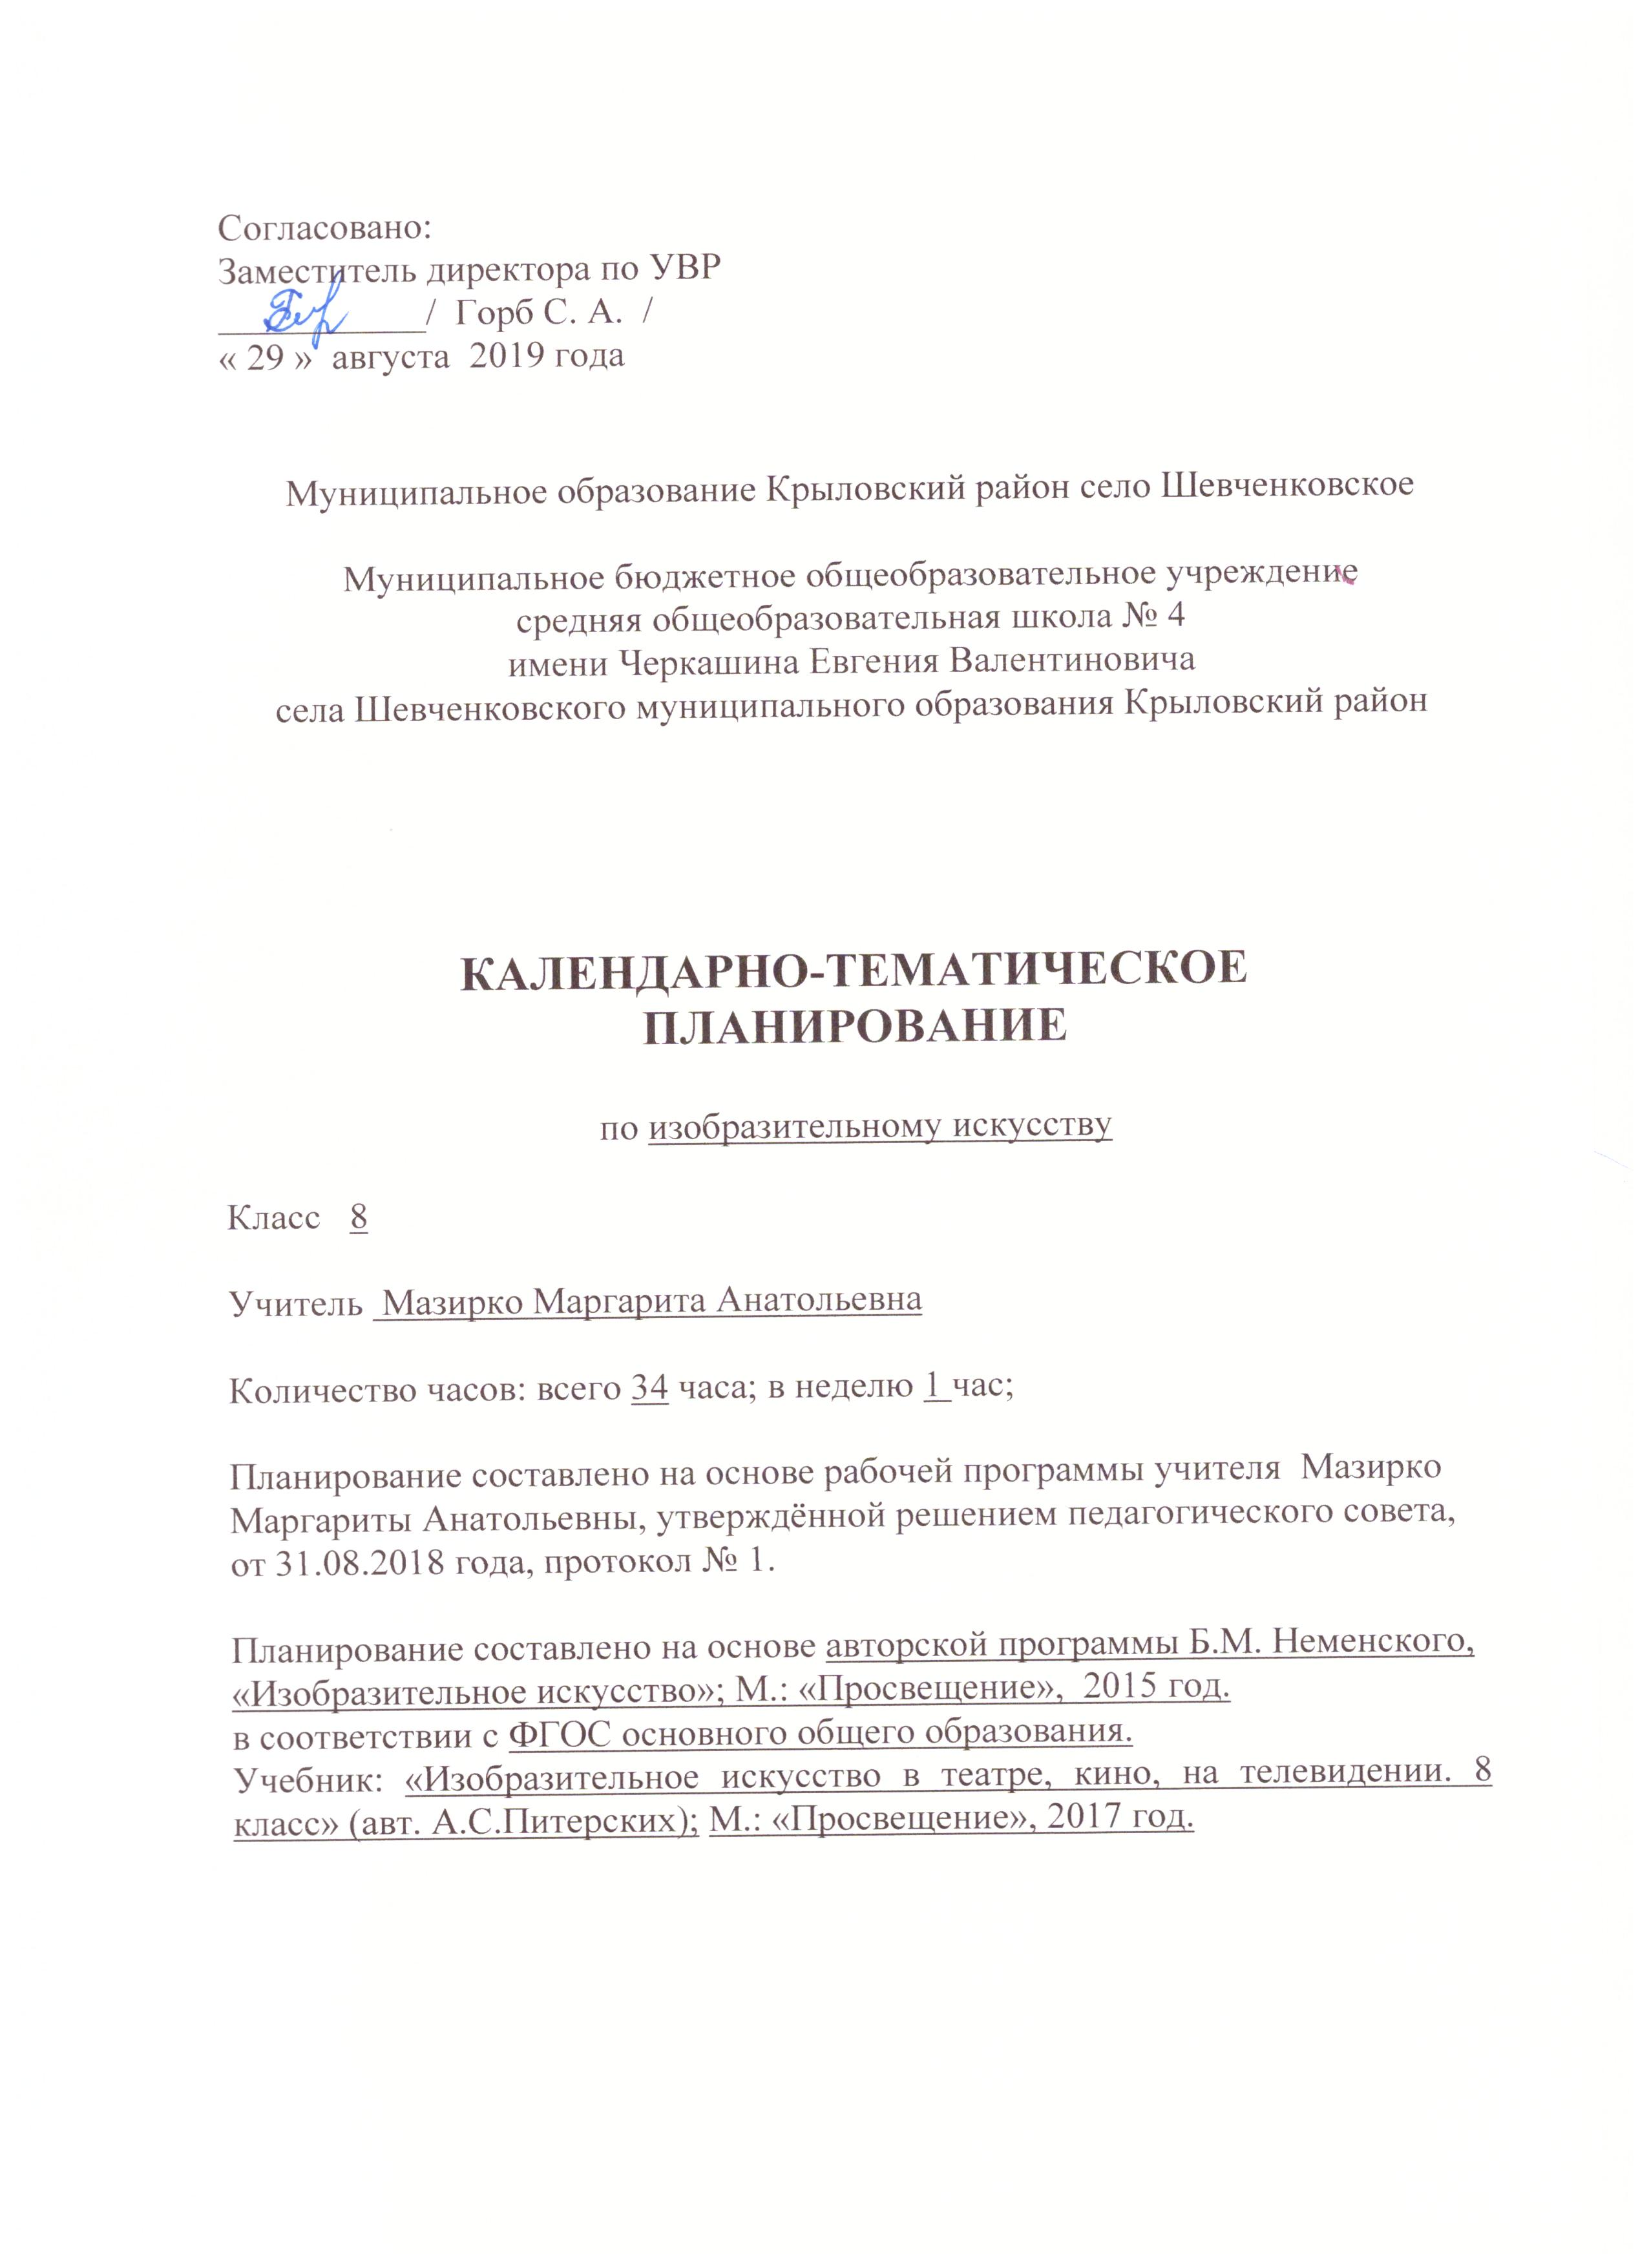 Согласовано:
Заместитель директора по УВР
___________/ Горб С. А. /
« 29 » августа 2019 года
Муниципальное образование Крыловский район село Шевченковское
Муниципальное бюджетное общеобразовательное учреждение
средняя общеобразовательная школа № 4
имени Черкашина Евгения Валентиновича
села Шевченковского муниципального образования Крыловский район
КАЛЕНДАРНО-ТЕМАТИЧЕСКОЕ
ПЛАНИРОВАНИЕ
по изобразительному искусству
Класс 8
Учитель Мазирко Маргарита Анатольевна
Количество часов: всего 34 часа; в неделю 1 час;
Планирование составлено на основе рабочей программы учителя Мазирко
Маргариты Анатольевны, утверждённой решением педагогического совета,
от 31.08.2018 года, протокол № 1.
Планирование составлено на основе авторской программы Б.М. Неменского,
«Изобразительное искусство»; М.: «Просвещение», 2015 год.
в соответствии с ФГОС основного общего образования.
Учебник: «Изобразительное искусство в театре, кино, на телевидении. 8
класс» (авт. А.С.Питерских); М.: «Просвещение», 2017 год.